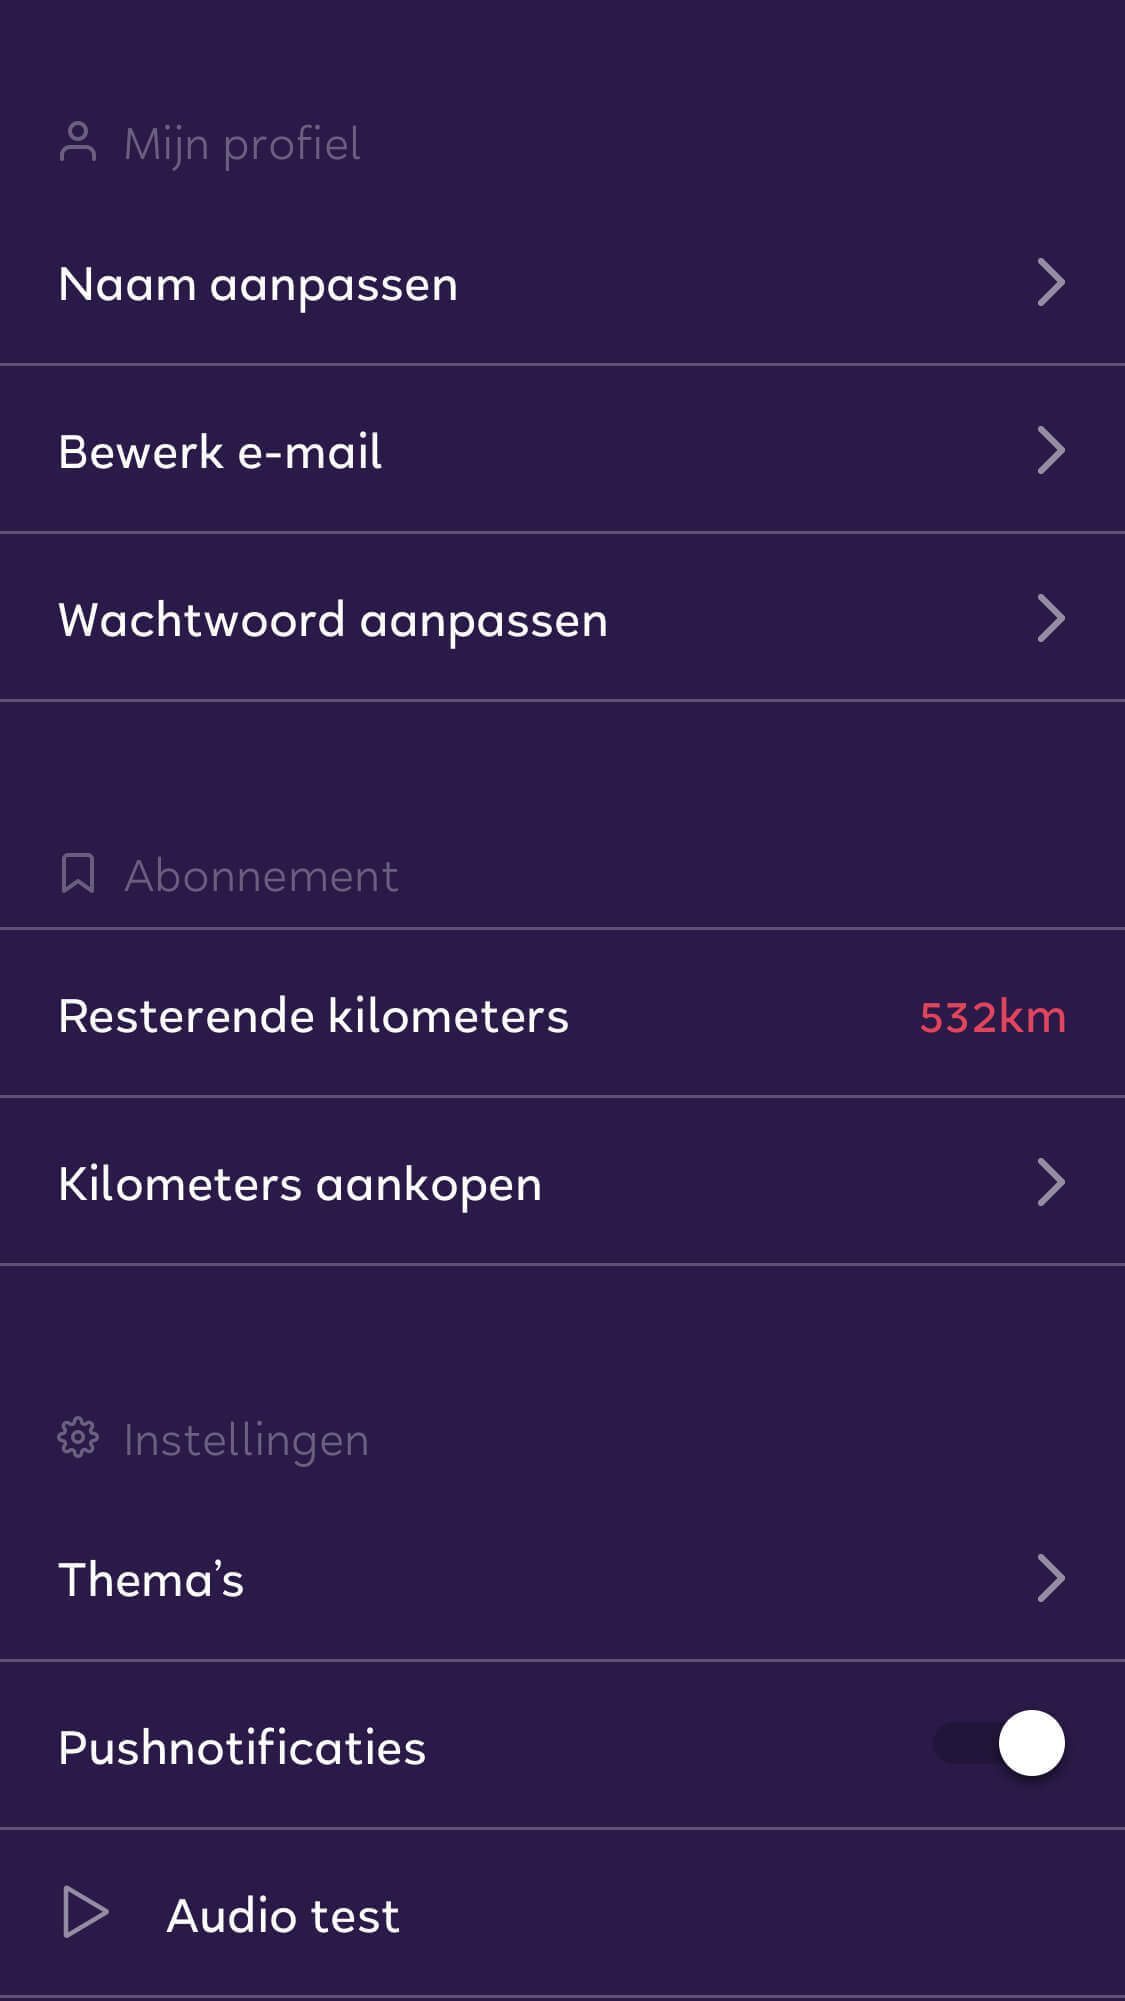 Mijn profiel
Naam aanpassen
Bewerk e-mail
Wachtwoord aanpassen
Abonnement
Resterende kilometers 532km
Kilometers aankopen
Instellingen
Thema’s
Pushnotificaties
Audio test